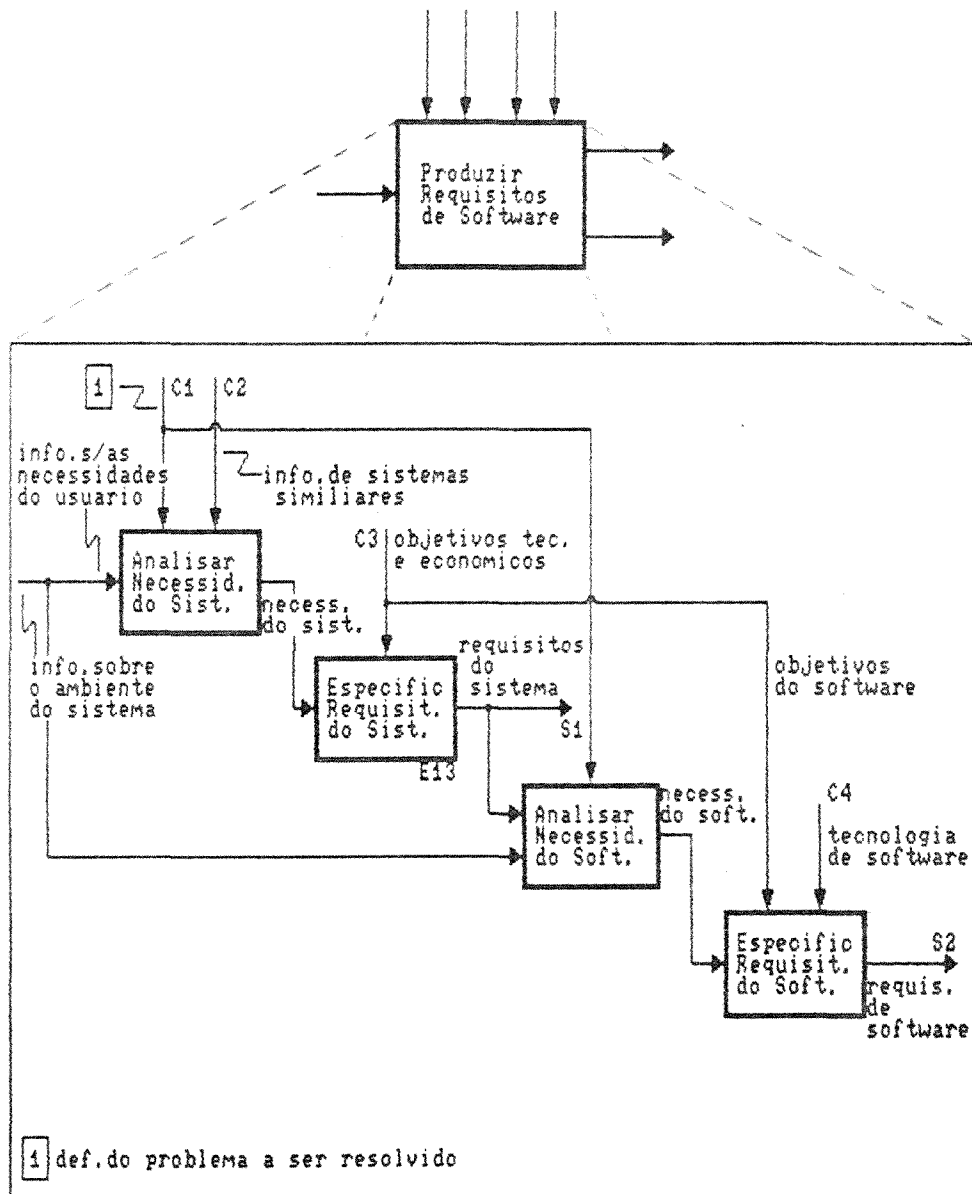 Produzir
Requisitos
de Software
1
C1
C2
info.s/as
necessidades
do usuario
info.de sistemas
similiares
C3
objetivos tec.
e economicos
Analisar
Necessid.
do Sist.
necess.
do sist.
info.sobre
o ambiente
do sistema
Especific
Requisit.
do Sist.
E13
requisitos
do
sistema
S1
objetivos
do software
Analisar
Necessid.
do Soft.
necess.
do soft.
C4
tecnologia
de software
Especific
Requisit.
do Soft.
S2
requis.
de
software
1 def.do problema a ser resolvido